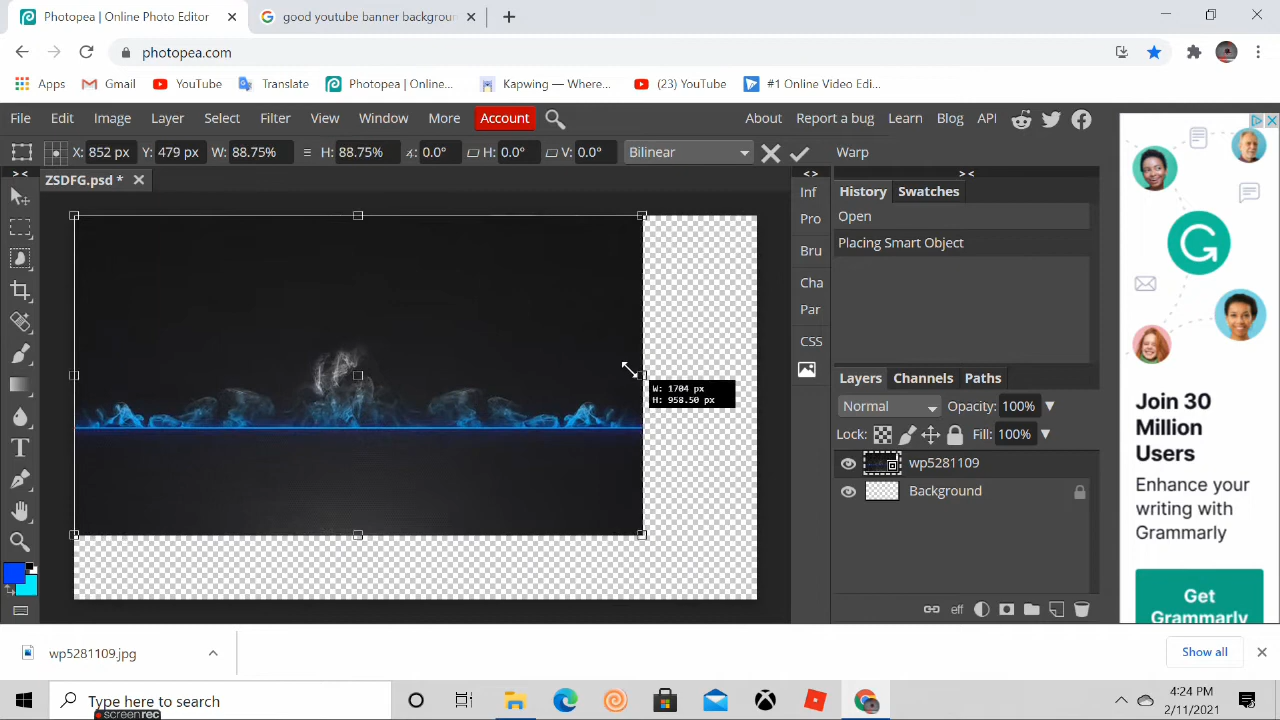 Photopea | Online Photo Editor
good youtube banner backgroun
photopea.com
Apps
Gmail
YouTube
Translate
Photopea | Online...
Kapwing — Where...
(23) YouTube
#1 Online Video Edi...
File Edit Image Layer Select Filter View Window More Account
About Report a bug Learn Blog API
X: 852 px Y: 479 px W: 88.75% H: 88.75% ∡: 0.0° H: 0.0° V: 0.0° Bilinear Warp
ZSDFG.psd *
< >
> <
> <
Inf
Pro
Bru
Cha
Par
CSS
History Swatches
Open
Placing Smart Object
W: 1704 px
H: 958.50 px
Layers Channels Paths
Normal Opacity: 100%
Lock: Fill: 100%
wp5281109
Background
eff
Join 30
Million
Users
Enhance your
writing with
Grammarly
Get
Grammarly
wp5281109.jpg
Show all
Type here to search
screenrec
4:24 PM
2/11/2021